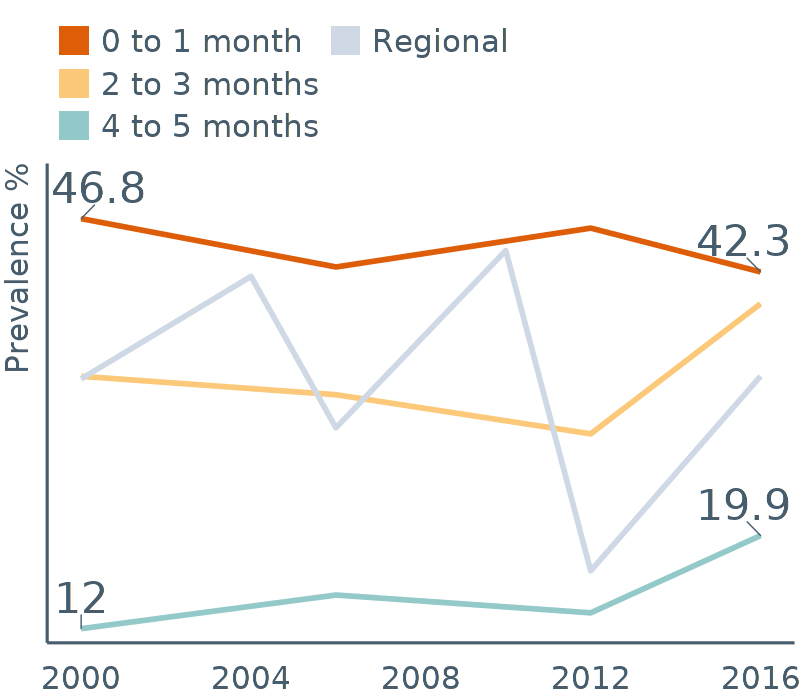 0 to 1 month
Regional
2 to 3 months
4 to 5 months
Prevalence %
46.8
42.3
19.9
12
2000 2004 2008 2012 2016